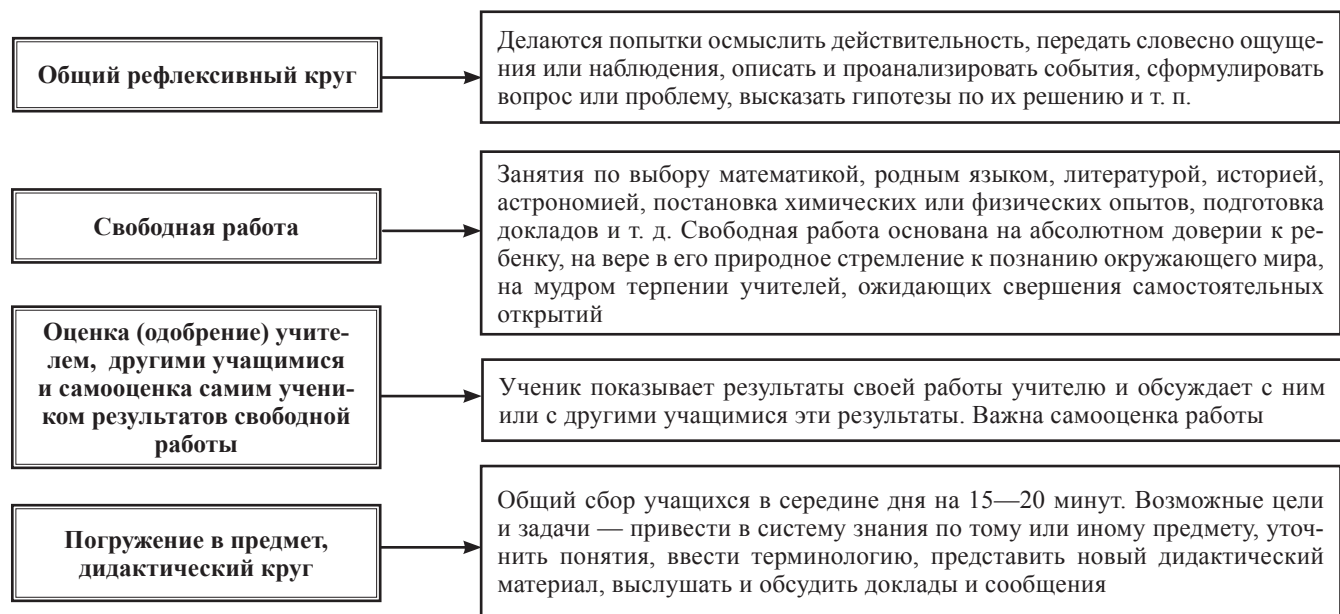 Общий рефлексивный круг
Делаются попытки осмыслить действительность, передать словесно ощуще-
ния или наблюдения, описать и проанализировать события, сформулировать
вопрос или проблему, высказать гипотезы по их решению и т. п.
Свободная работа
Занятия по выбору математикой, родным языком, литературой, историей,
астрономией, постановка химических или физических опытов, подготовка
докладов и т. д. Свободная работа основана на абсолютном доверии к ре-
бенку, на вере в его природное стремление к познанию окружающего мира,
на мудром терпении учителей, ожидающих свершения самостоятельных
открытий
Оценка (одобрение) учите-
лем, другими учащимися
и самооценка самим учени-
ком результатов свободной
работы
Ученик показывает результаты своей работы учителю и обсуждает с ним
или с другими учащимися эти результаты. Важна самооценка работы
Погружение в предмет,
дидактический круг
Общий сбор учащихся в середине дня на 15—20 минут. Возможные цели
и задачи — привести в систему знания по тому или иному предмету, уточ-
нить понятия, ввести терминологию, представить новый дидактический
материал, выслушать и обсудить доклады и сообщения